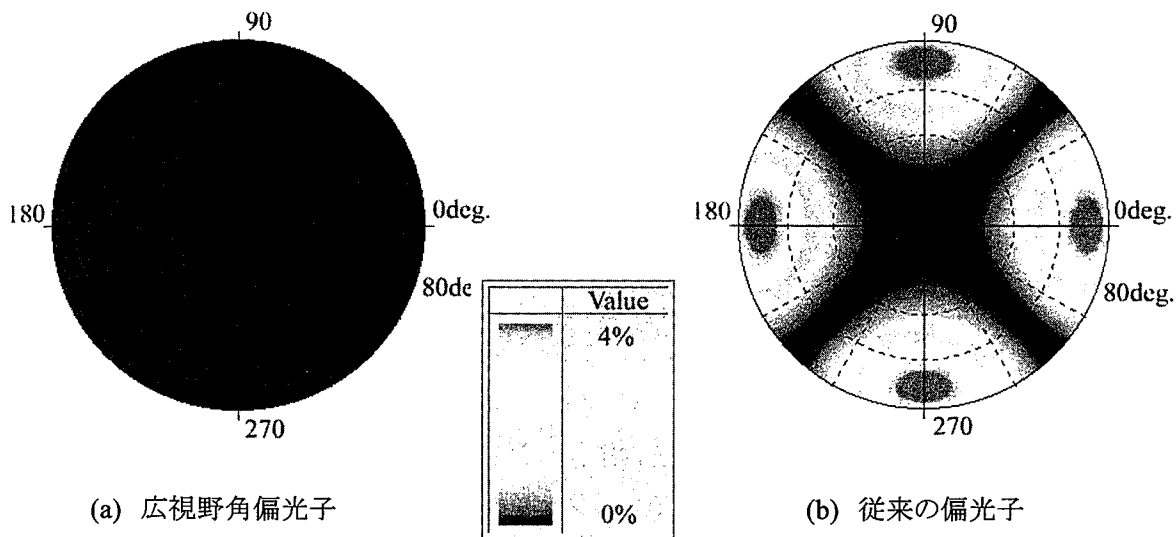 90
180
0deg.
80de
270
(a) 広視野角偏光子
Value
4%
0%
90
180
0deg.
80deg.
270
(b) 従来の偏光子